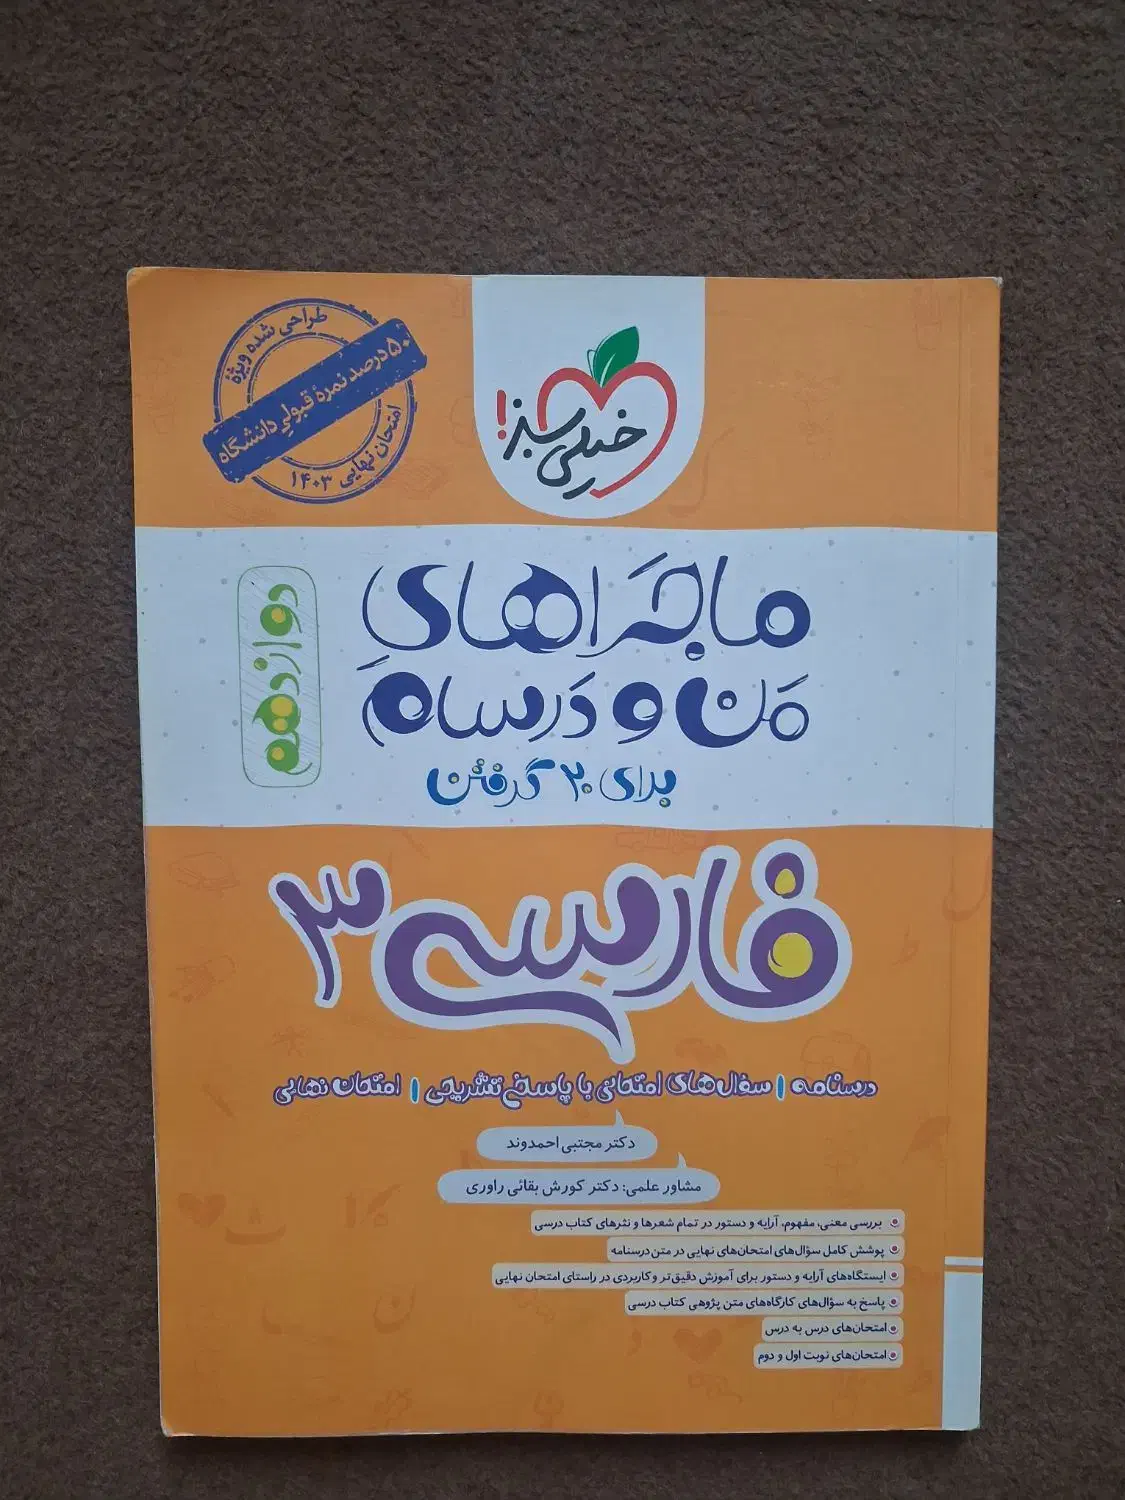 خیلی سبز!
طراحی شده ویژهٔ
۵۰ درصد نمرهٔ قبولی دانشگاه
امتحان نهایی ۱۴۰۳
ماجراهای
من و درسام
برای ۲۰ گرفتن
دوازدهم
فارسی ۳
درسنامه | سؤال‌های امتحانی با پاسخ تشریحی | امتحان نهایی
دکتر مجتبی احمدوند
مشاور علمی: دکتر کورش بقائی راوری
بررسی معنی، مفهوم، آرایه و دستور در تمام شعرها و نثرهای کتاب درسی
پوشش کامل سؤال‌های امتحان‌های نهایی در متن درسنامه
ایستگاه‌های آرایه و دستور برای آموزش دقیق‌تر و کاربردی در راستای امتحان نهایی
پاسخ به سؤال‌های کارگاه‌های متن پژوهی کتاب درسی
امتحان‌های درس به درس
امتحان‌های نوبت اول و دوم